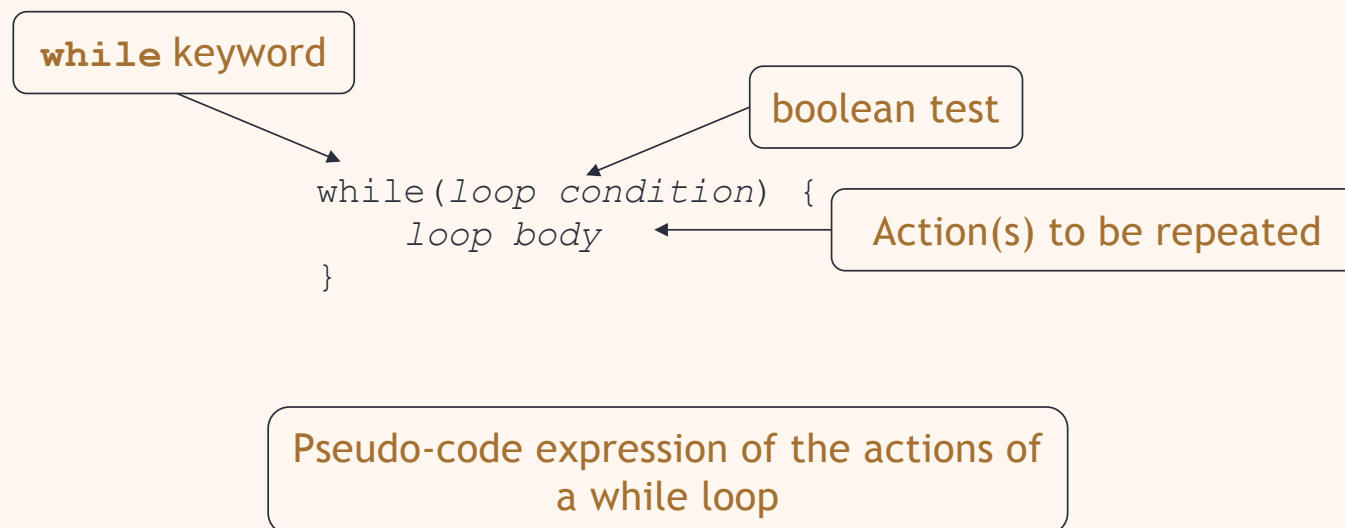 while keyword
boolean test
while(loop condition) {
loop body
Action(s) to be repeated
}
Pseudo-code expression of the actions of
a while loop